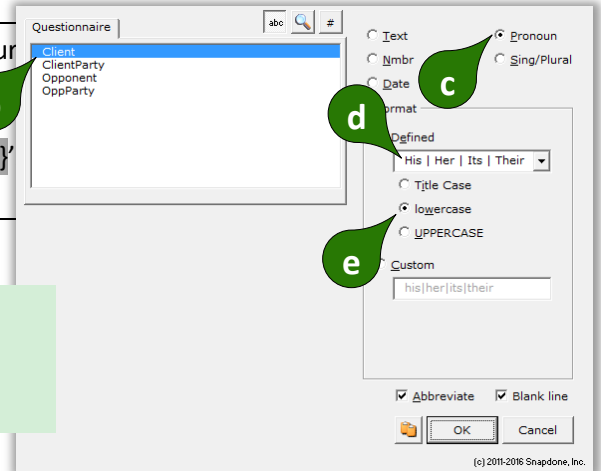 Questionnaire
abc
#
Client
ClientParty
Opponent
OppParty
}’
Text
Pronoun
Nmbr
Sing/Plural
Date
c
d
Defined
His | Her | Its | Their
Title Case
lowercase
UPPERCASE
e
Custom
his|her|its|their
Abbreviate
Blank line
OK
Cancel
(c) 2011-2016 Snapdone, Inc.